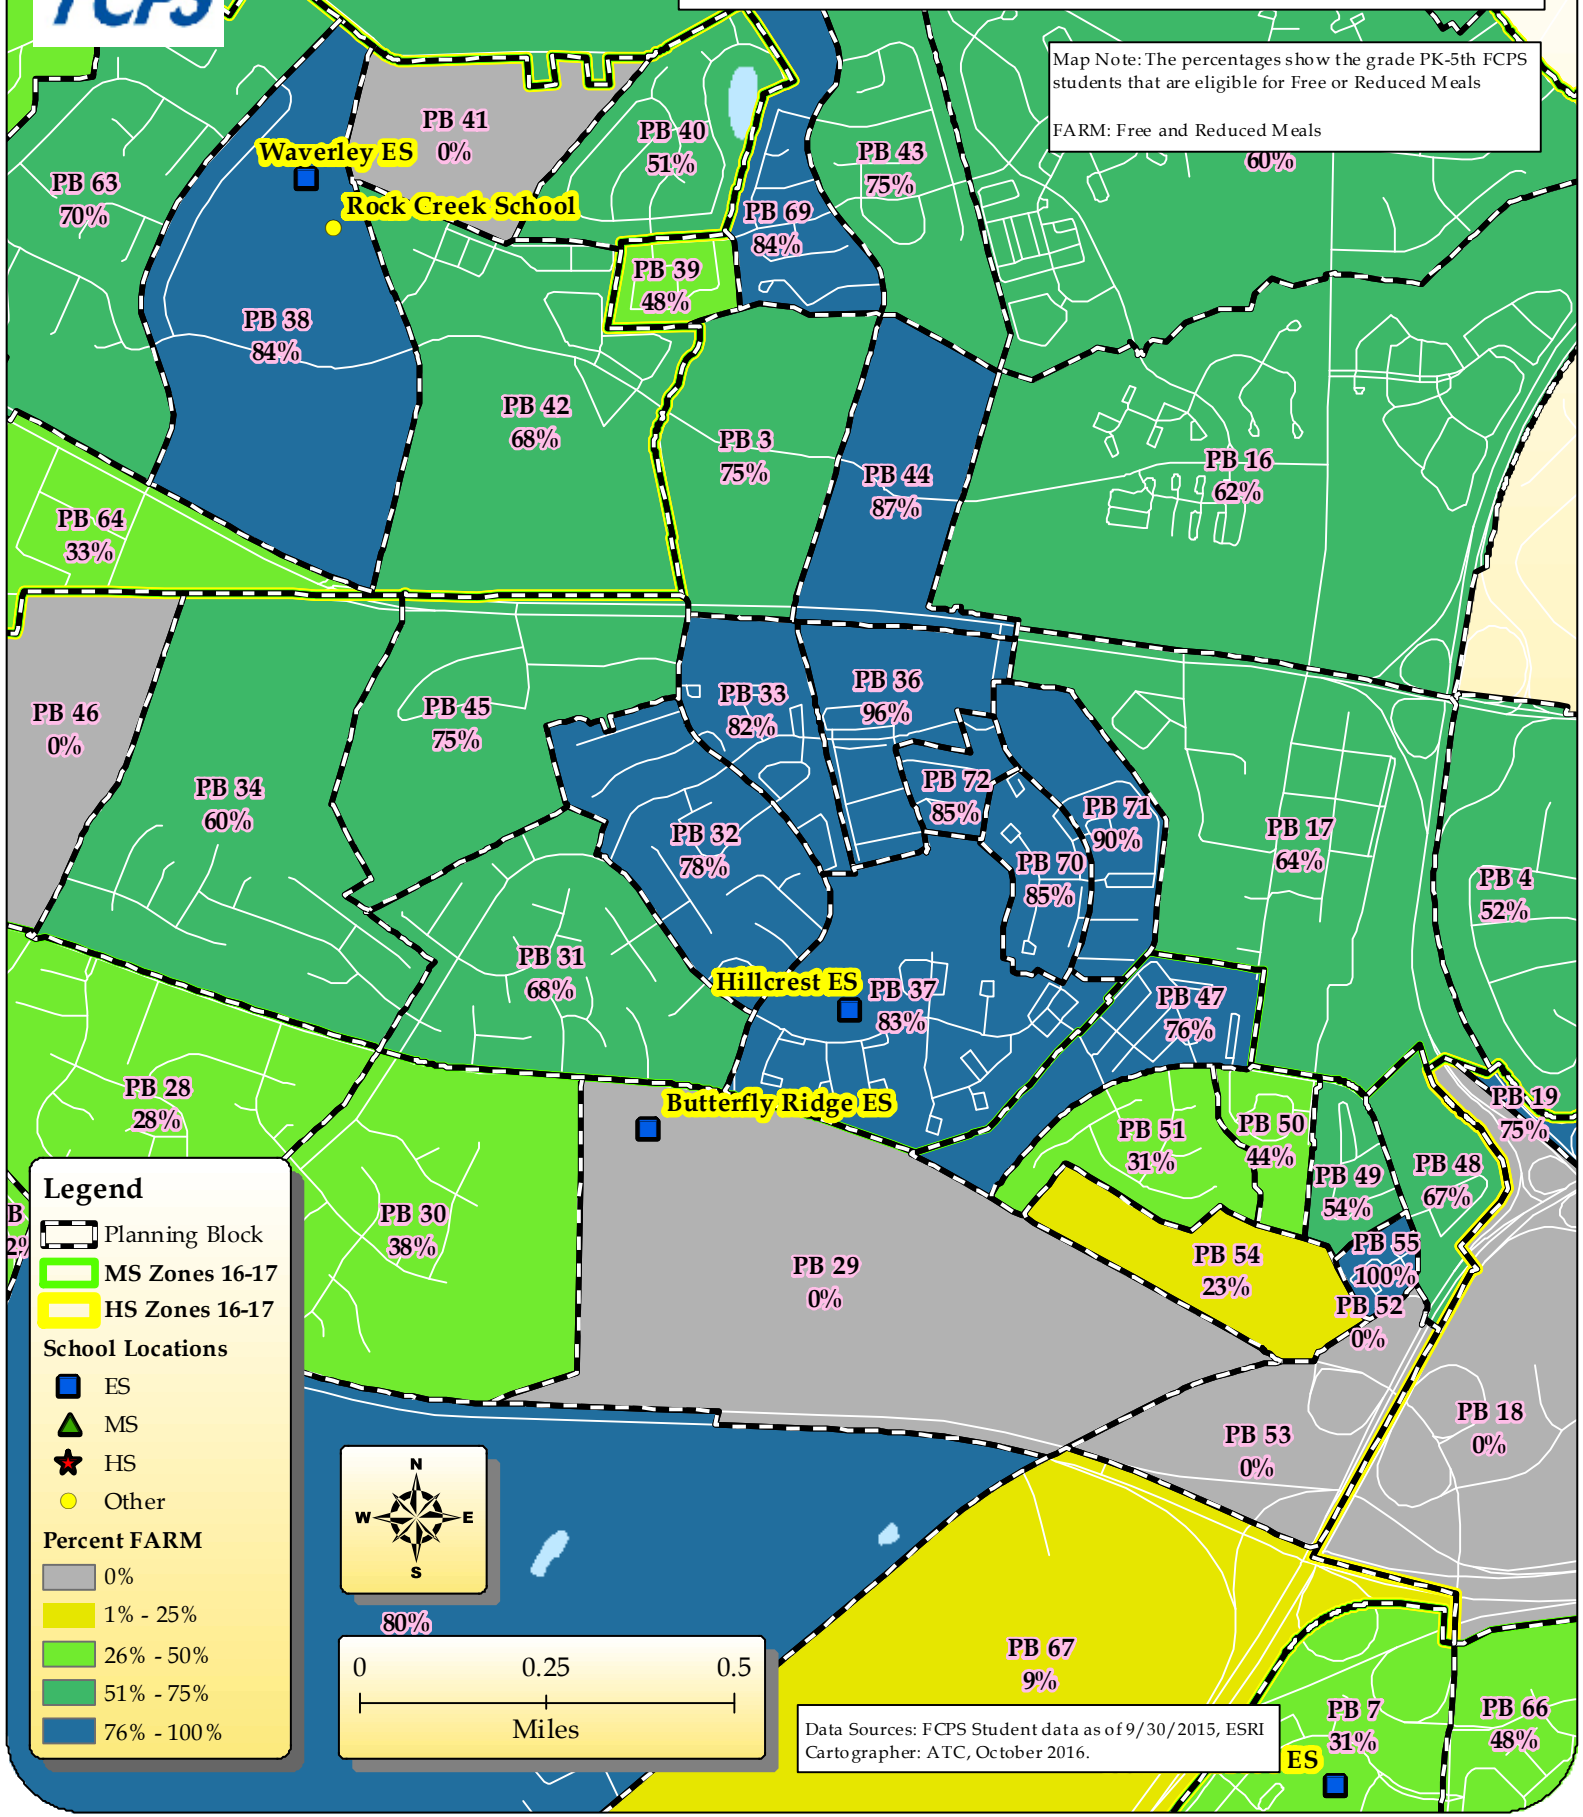 FCPS
Map Note: The percentages show the grade PK-5th FCPS
students that are eligible for Free or Reduced Meals
FARM: Free and Reduced Meals
60%
PB 41
0%
PB 40
51%
PB 43
75%
Waverley ES
PB 63
70%
Rock Creek School
PB 69
84%
PB 39
48%
PB 38
84%
PB 42
68%
PB 3
75%
PB 44
87%
PB 16
62%
PB 64
33%
PB 46
0%
PB 45
75%
PB 33
82%
PB 36
96%
PB 34
60%
PB 72
85%
PB 71
90%
PB 32
78%
PB 70
85%
PB 17
64%
PB 4
52%
PB 31
68%
Hillcrest ES
PB 37
83%
PB 47
76%
PB 28
28%
Butterfly Ridge ES
PB 19
75%
PB 51
31%
PB 50
44%
PB 49
54%
PB 48
67%
B
2%
PB 30
38%
PB 29
0%
PB 54
23%
PB 55
100%
PB 52
0%
PB 53
0%
PB 18
0%
Legend
Planning Block
MS Zones 16-17
HS Zones 16-17
School Locations
ES
MS
HS
Other
Percent FARM
0%
1% - 25%
26% - 50%
51% - 75%
76% - 100%
N
W E
S
80%
0 0.25 0.5
Miles
PB 67
9%
PB 7
31%
PB 66
48%
Data Sources: FCPS Student data as of 9/30/2015, ESRI
Cartographer: ATC, October 2016.
ES